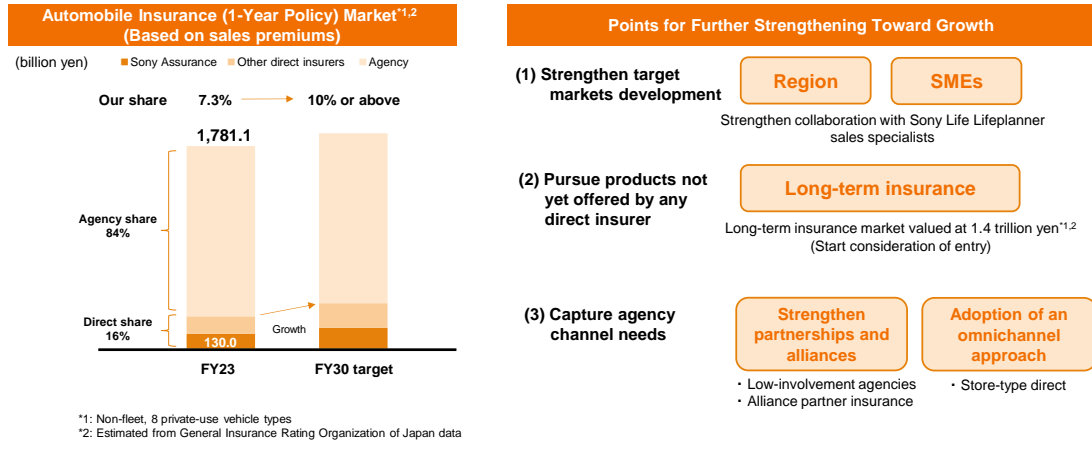 Automobile Insurance (1-Year Policy) Market*1,2
(Based on sales premiums)
(billion yen)
Sony Assurance
Other direct insurers
Agency
Our share
7.3%
10% or above
1,781.1
Agency share
84%
Direct share
16%
Growth
130.0
FY23
FY30 target
*1: Non-fleet, 8 private-use vehicle types
*2: Estimated from General Insurance Rating Organization of Japan data
Points for Further Strengthening Toward Growth
(1) Strengthen target
markets development
Region
SMEs
Strengthen collaboration with Sony Life Lifeplanner
sales specialists
(2) Pursue products not
yet offered by any
direct insurer
Long-term insurance
Long-term insurance market valued at 1.4 trillion yen*1,2
(Start consideration of entry)
(3) Capture agency
channel needs
Strengthen
partnerships and
alliances
・Low-involvement agencies
・Alliance partner insurance
Adoption of an
omnichannel
approach
・Store-type direct